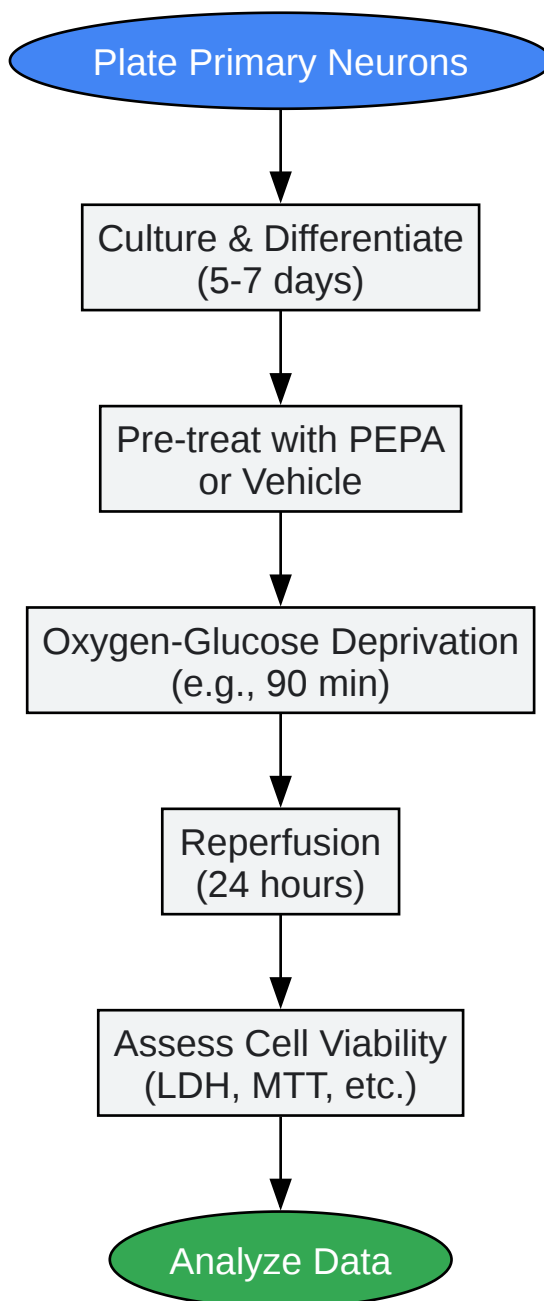 Plate Primary Neurons
Culture & Differentiate
(5-7 days)
Pre-treat with PEPA
or Vehicle
Oxygen-Glucose Deprivation
(e.g., 90 min)
Reperfusion
(24 hours)
Assess Cell Viability
(LDH, MTT, etc.)
Analyze Data